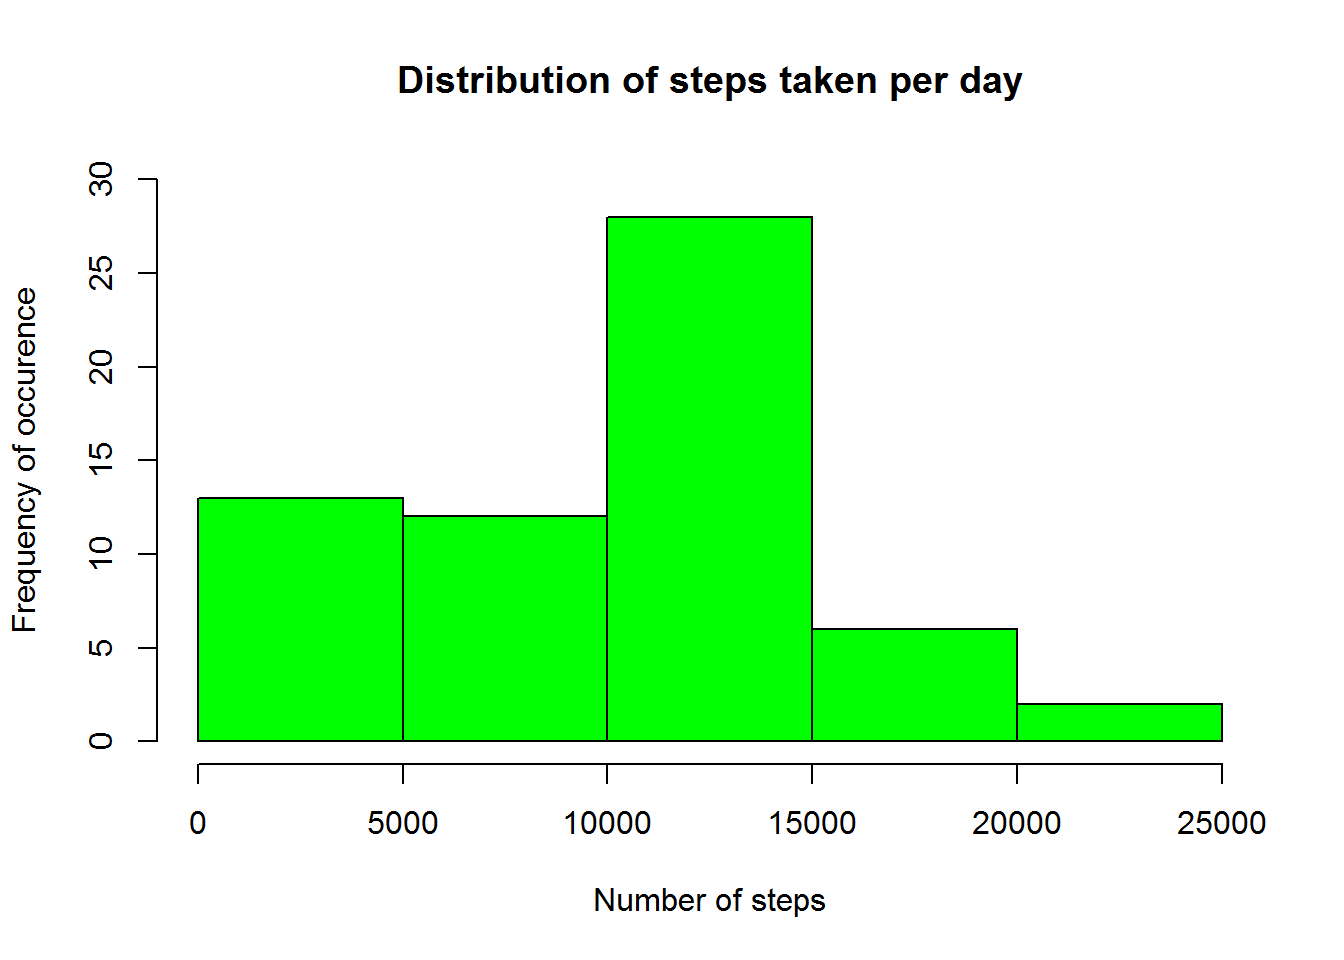 Distribution of steps taken per day
Frequency of occurence
30
25
20
15
10
5
0
0 5000 10000 15000 20000 25000
Number of steps